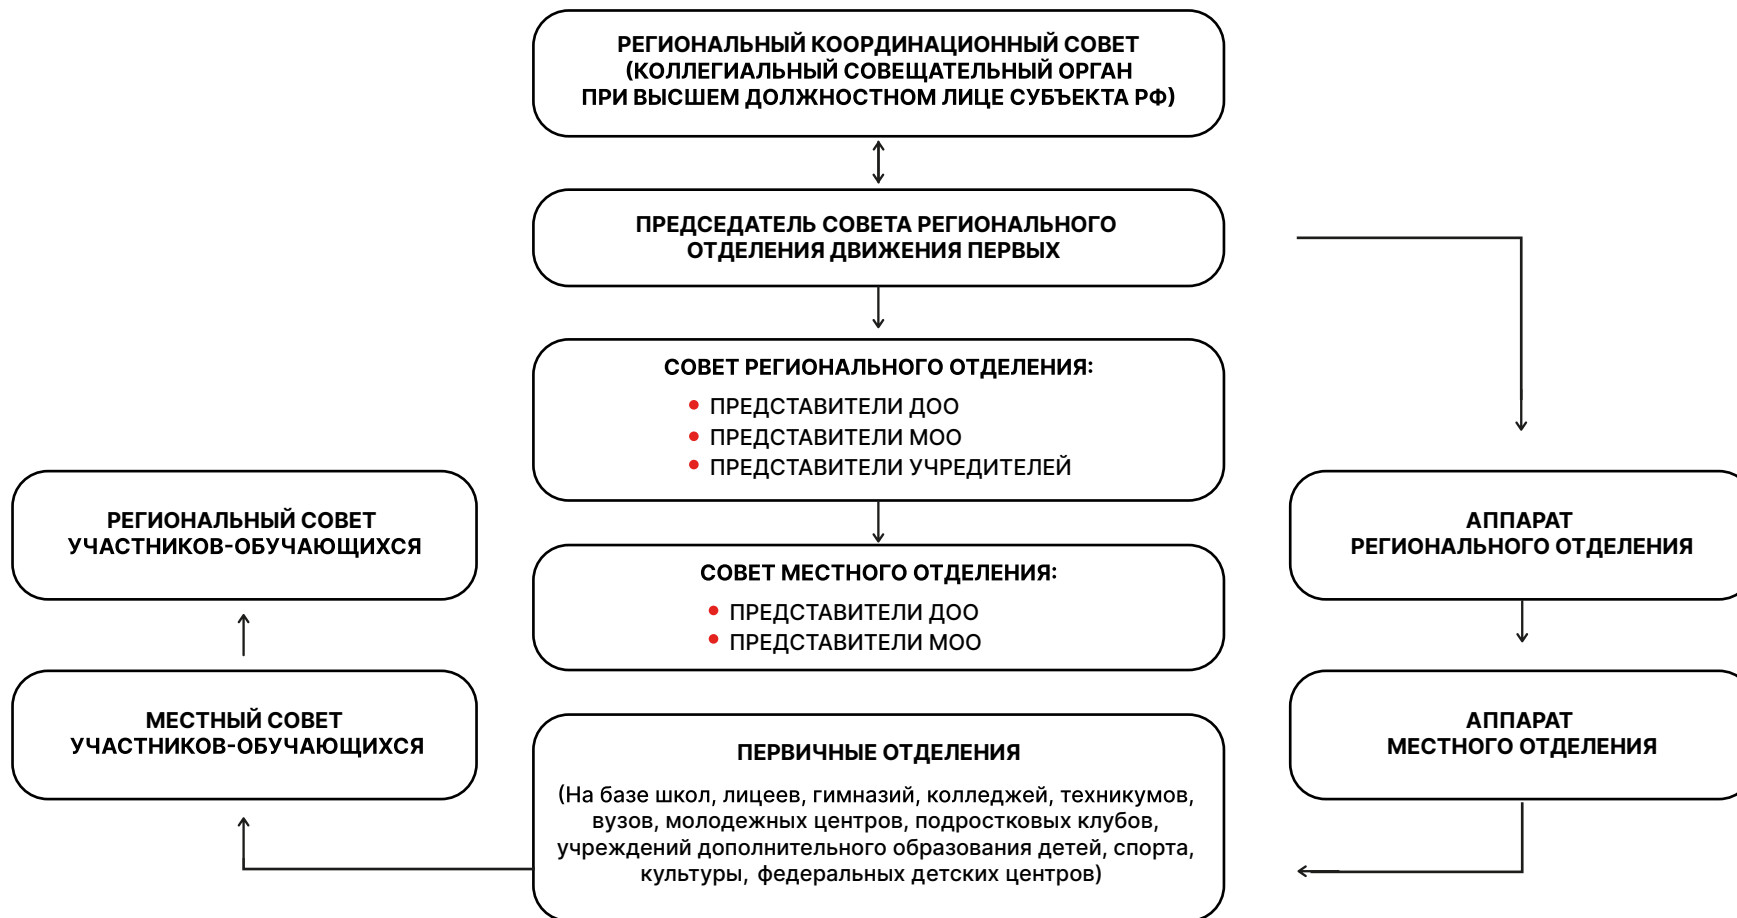 РЕГИОНАЛЬНЫЙ КООРДИНАЦИОННЫЙ СОВЕТ
(КОЛЛЕГИАЛЬНЫЙ СОВЕЩАТЕЛЬНЫЙ ОРГАН
ПРИ ВЫСШЕМ ДОЛЖНОСТНОМ ЛИЦЕ СУБЪЕКТА РФ)
ПРЕДСЕДАТЕЛЬ СОВЕТА РЕГИОНАЛЬНОГО
ОТДЕЛЕНИЯ ДВИЖЕНИЯ ПЕРВЫХ
СОВЕТ РЕГИОНАЛЬНОГО ОТДЕЛЕНИЯ:
• ПРЕДСТАВИТЕЛИ ДОО
• ПРЕДСТАВИТЕЛИ МОО
• ПРЕДСТАВИТЕЛИ УЧРЕДИТЕЛЕЙ
РЕГИОНАЛЬНЫЙ СОВЕТ
УЧАСТНИКОВ-ОБУЧАЮЩИХСЯ
АППАРАТ
РЕГИОНАЛЬНОГО ОТДЕЛЕНИЯ
СОВЕТ МЕСТНОГО ОТДЕЛЕНИЯ:
• ПРЕДСТАВИТЕЛИ ДОО
• ПРЕДСТАВИТЕЛИ МОО
МЕСТНЫЙ СОВЕТ
УЧАСТНИКОВ-ОБУЧАЮЩИХСЯ
АППАРАТ
МЕСТНОГО ОТДЕЛЕНИЯ
ПЕРВИЧНЫЕ ОТДЕЛЕНИЯ
(На базе школ, лицеев, гимназий, колледжей, техникумов,
вузов, молодежных центров, подростковых клубов,
учреждений дополнительного образования детей, спорта,
культуры, федеральных детских центров)